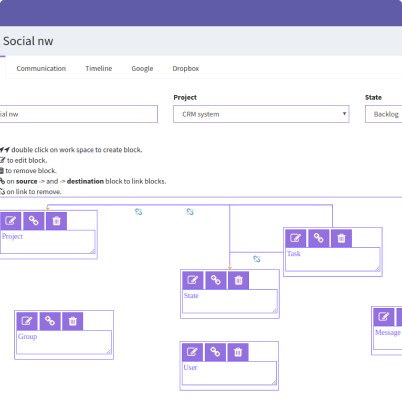 Social nw
Communication Timeline Google Dropbox
Project State
ial nw CRM system Backlog
double click on work space to create block.
to edit block.
to remove block.
on source -> and -> destination block to link blocks.
on link to remove.
Project
Task
State
Group
Message
User